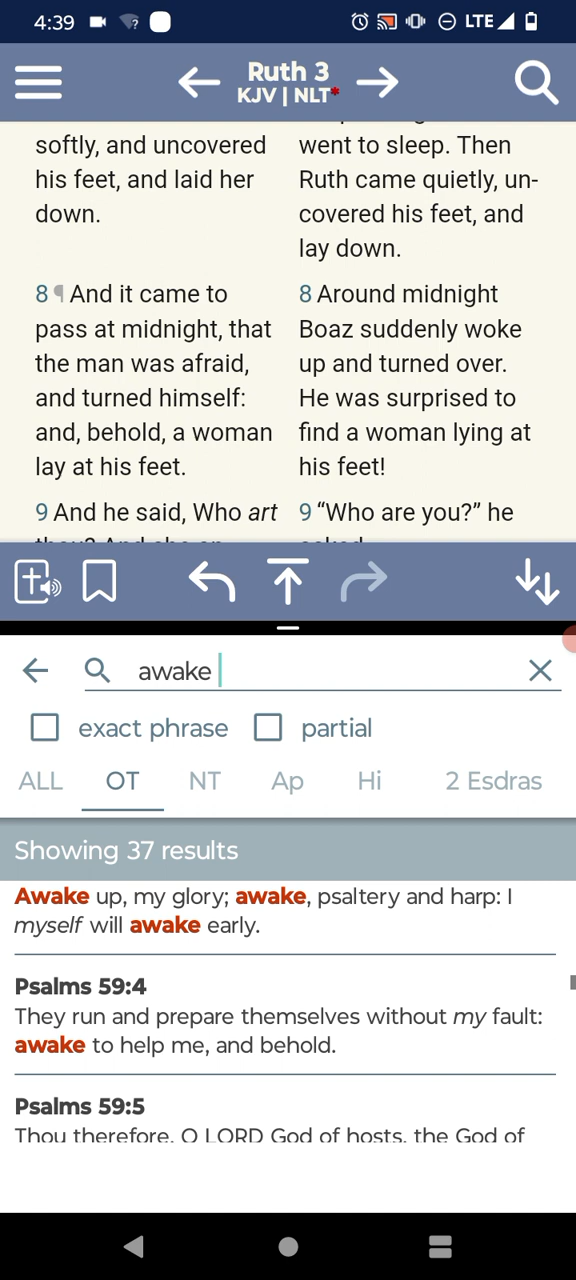 4:39
LTE
Ruth 3
KJV | NLT*
softly, and uncovered
his feet, and laid her
down.
went to sleep. Then
Ruth came quietly, un-
covered his feet, and
lay down.
8 ¶ And it came to
pass at midnight, that
the man was afraid,
and turned himself:
and, behold, a woman
lay at his feet.
9 And he said, Who art
8 Around midnight
Boaz suddenly woke
up and turned over.
He was surprised to
find a woman lying at
his feet!
9 “Who are you?” he
awake
exact phrase partial
ALL OT NT Ap Hi 2 Esdras
Showing 37 results
Awake up, my glory; awake, psaltery and harp: I
myself will awake early.
Psalms 59:4
They run and prepare themselves without my fault:
awake to help me, and behold.
Psalms 59:5
Thou therefore, O LORD God of hosts, the God of